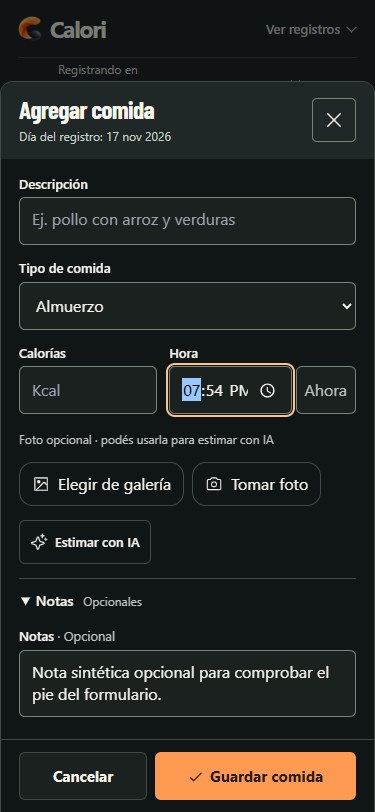 Calori
Ver registros
Registrando en
Agregar comida
Día del registro: 17 nov 2026
Descripción
Ej. pollo con arroz y verduras
Tipo de comida
Almuerzo
Calorías
Hora
Kcal
07:54 PM
Ahora
Foto opcional · podés usarla para estimar con IA
Elegir de galería
Tomar foto
Estimar con IA
Notas Opcionales
Notas · Opcional
Nota sintética opcional para comprobar el
pie del formulario.
Cancelar
Guardar comida